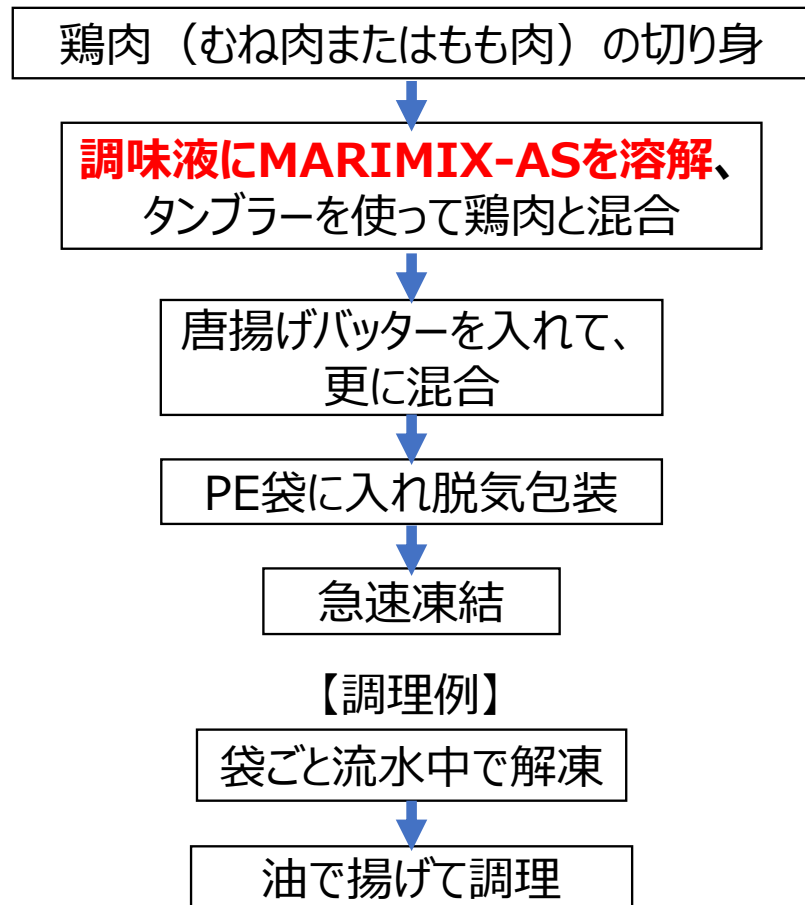 鶏肉（むね肉またはもも肉）の切り身
調味液にMARIMIX-ASを溶解、
タンブラーを使って鶏肉と混合
唐揚げバッターを入れて、
更に混合
PE袋に入れ脱気包装
急速凍結
【調理例】
袋ごと流水中で解凍
油で揚げて調理